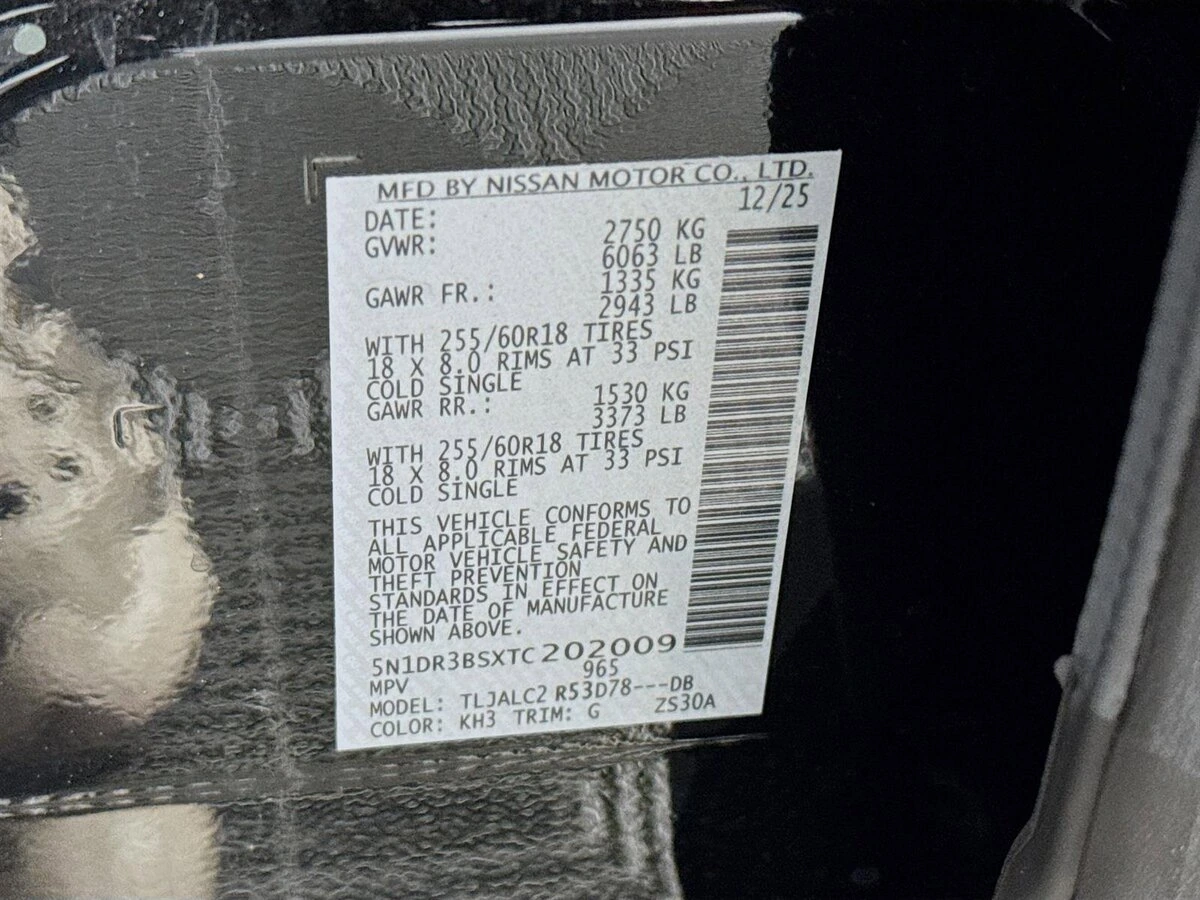 MFD BY NISSAN MOTOR CO., LTD.
DATE: 12/25
GVWR: 2750 KG
6063 LB
GAWR FR.: 1335 KG
2943 LB
WITH 255/60R18 TIRES
18 X 8.0 RIMS AT 33 PSI
COLD SINGLE
GAWR RR.: 1530 KG
3373 LB
WITH 255/60R18 TIRES
18 X 8.0 RIMS AT 33 PSI
COLD SINGLE
THIS VEHICLE CONFORMS TO
ALL APPLICABLE FEDERAL
MOTOR VEHICLE SAFETY AND
THEFT PREVENTION
STANDARDS IN EFFECT ON
THE DATE OF MANUFACTURE
SHOWN ABOVE.
5N1DR3BSXTC202009
MPV 965
MODEL: TLJALC2 R53D78---DB
COLOR: KH3 TRIM: G ZS30A